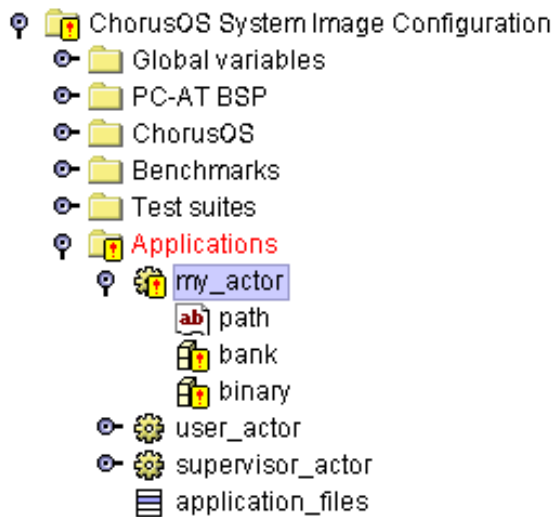 ChorusOS System Image Configuration
Global variables
PC-AT BSP
ChorusOS
Benchmarks
Test suites
Applications
my_actor
ab path
bank
binary
user_actor
supervisor_actor
application_files